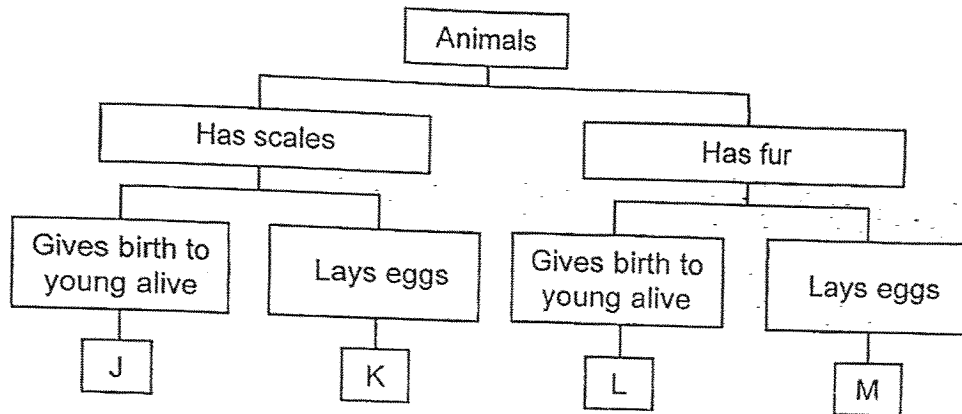 Animals
Has scales
Has fur
Gives birth to
young alive
Lays eggs
Gives birth to
young alive
Lays eggs
J
K
L
M